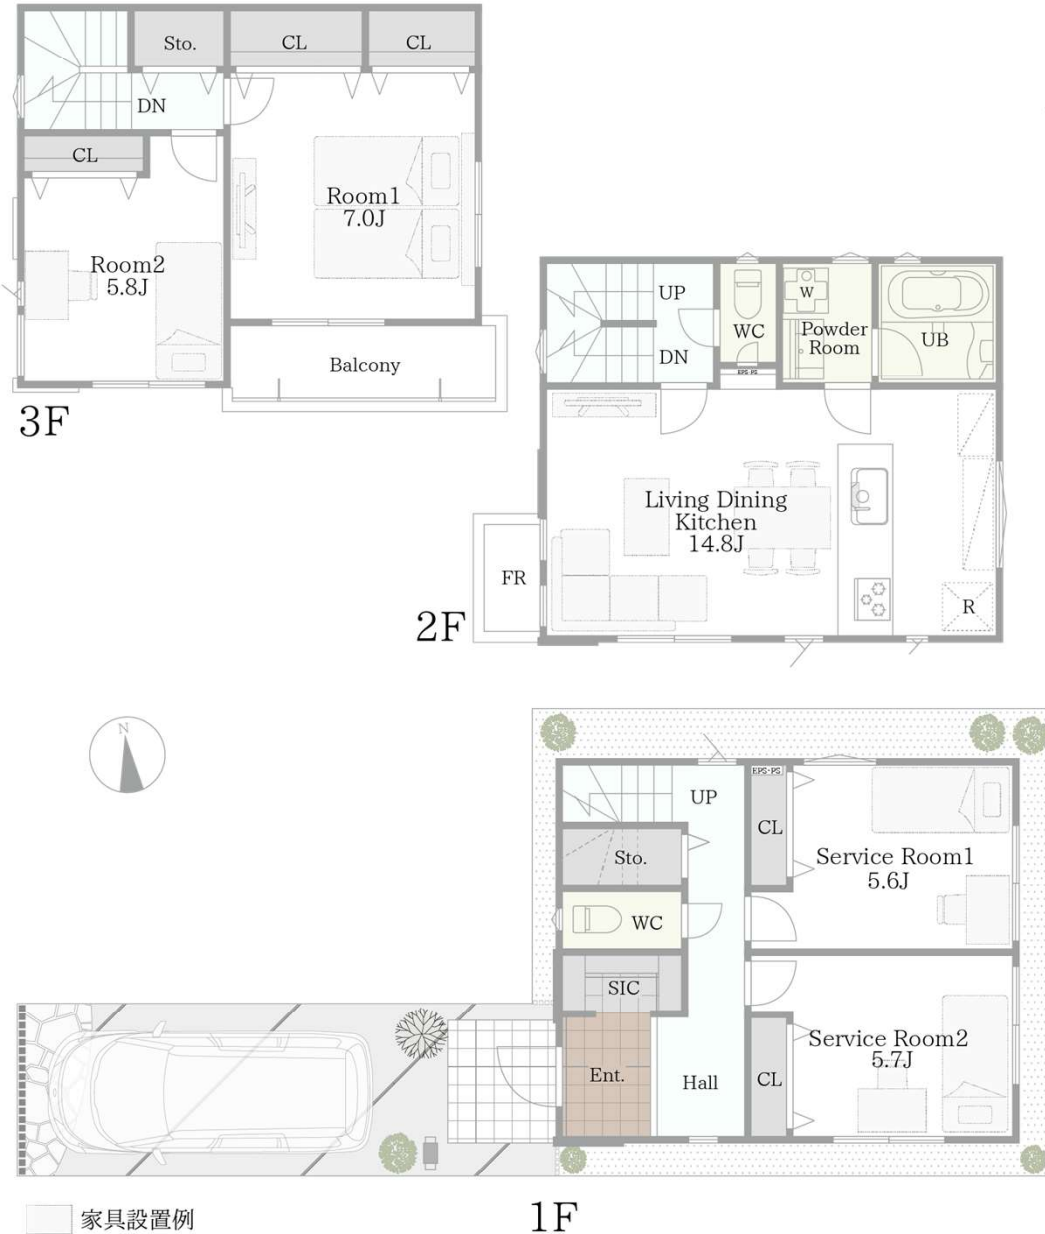 Sto.
CL
CL
DN
CL
Room1
7.0J
Room2
5.8J
Balcony
3F
UP
DN
WC
EPS·PS
W
Powder
Room
UB
Living Dining
Kitchen
14.8J
FR
R
2F
N
UP
EPS·PS
CL
Service Room1
5.6J
Sto.
WC
SIC
Service Room2
5.7J
Ent.
Hall
CL
家具設置例
1F